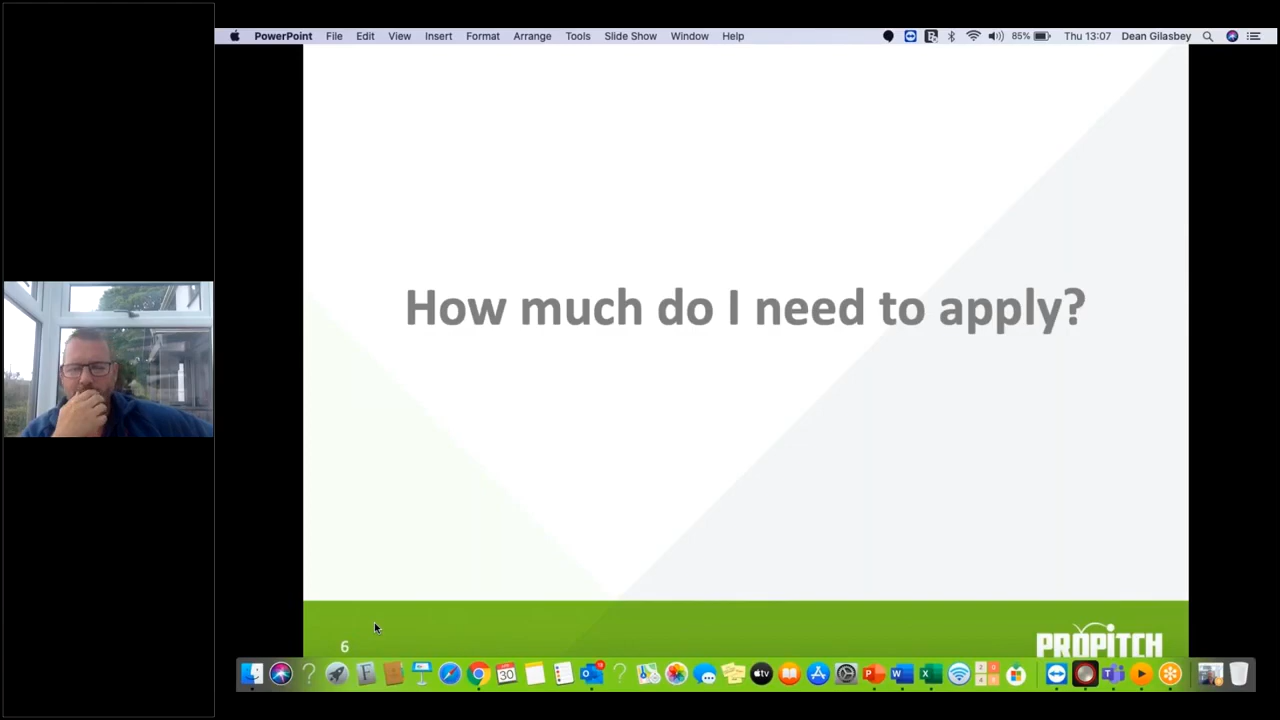 PowerPoint File Edit View Insert Format Arrange Tools Slide Show Window Help 85% Thu 13:07 Dean Gilasbey
How much do I need to apply?
6
PROPITCH